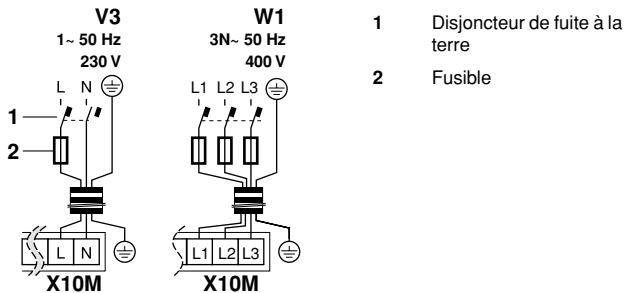 V3
1~ 50 Hz
230 V
L N
1
2
L N
X10M
W1
3N~ 50 Hz
400 V
L1 L2 L3
L1 L2 L3
X10M
1 Disjoncteur de fuite à la
terre
2 Fusible